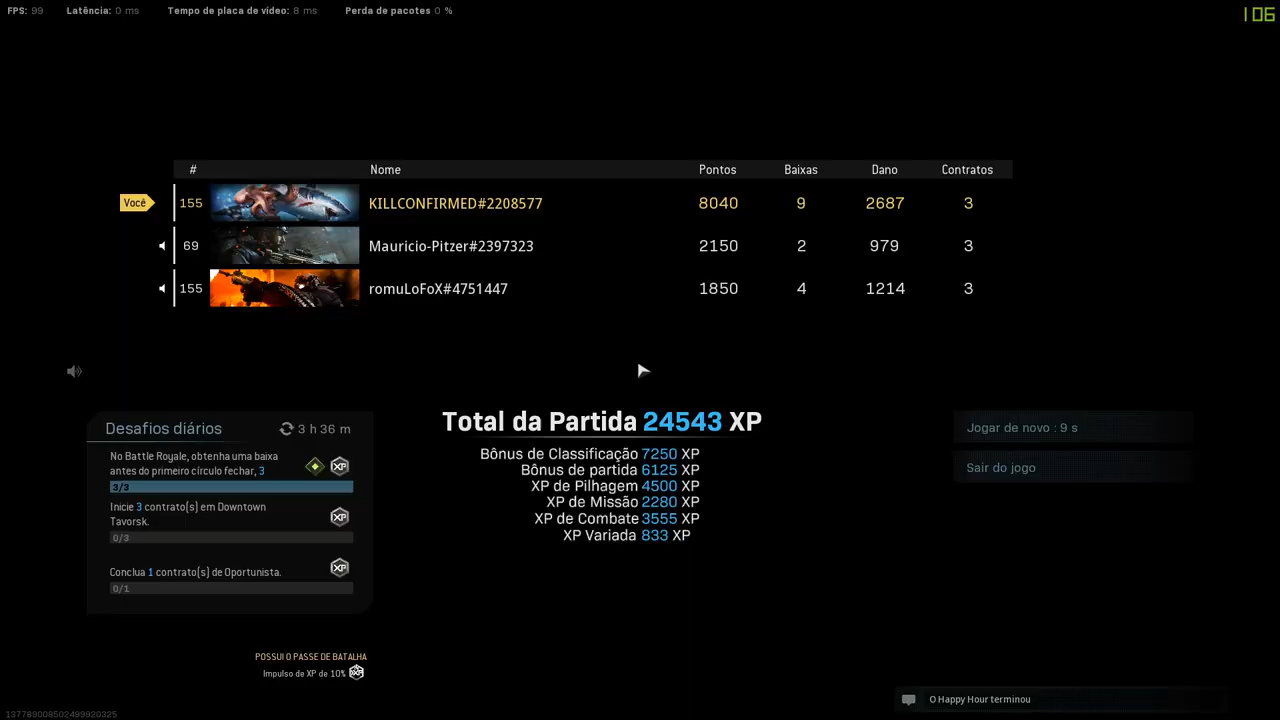 FPS: 99 Latência: 0 ms Tempo de placa de vídeo: 8 ms Perda de pacotes 0 %
106
# Nome Pontos Baixas Dano Contratos
Você 155 KILLCONFIRMED#2208577 8040 9 2687 3
69 Mauricio-Pitzer#2397323 2150 2 979 3
155 romuLoFoX#4751447 1850 4 1214 3
Desafios diários 3 h 36 m
No Battle Royale, obtenha uma baixa
antes do primeiro círculo fechar, 3
XP
3/3
Inicie 3 contrato(s) em Downtown
Tavorsk.
XP
0/3
Conclua 1 contrato(s) de Oportunista.
XP
0/1
POSSUI O PASSE DE BATALHA
Impulso de XP de 10%
Total da Partida 24543 XP
Bônus de Classificação 7250 XP
Bônus de partida 6125 XP
XP de Pilhagem 4500 XP
XP de Missão 2280 XP
XP de Combate 3555 XP
XP Variada 833 XP
Jogar de novo : 9 s
Sair do jogo
O Happy Hour terminou
137789008502499920325